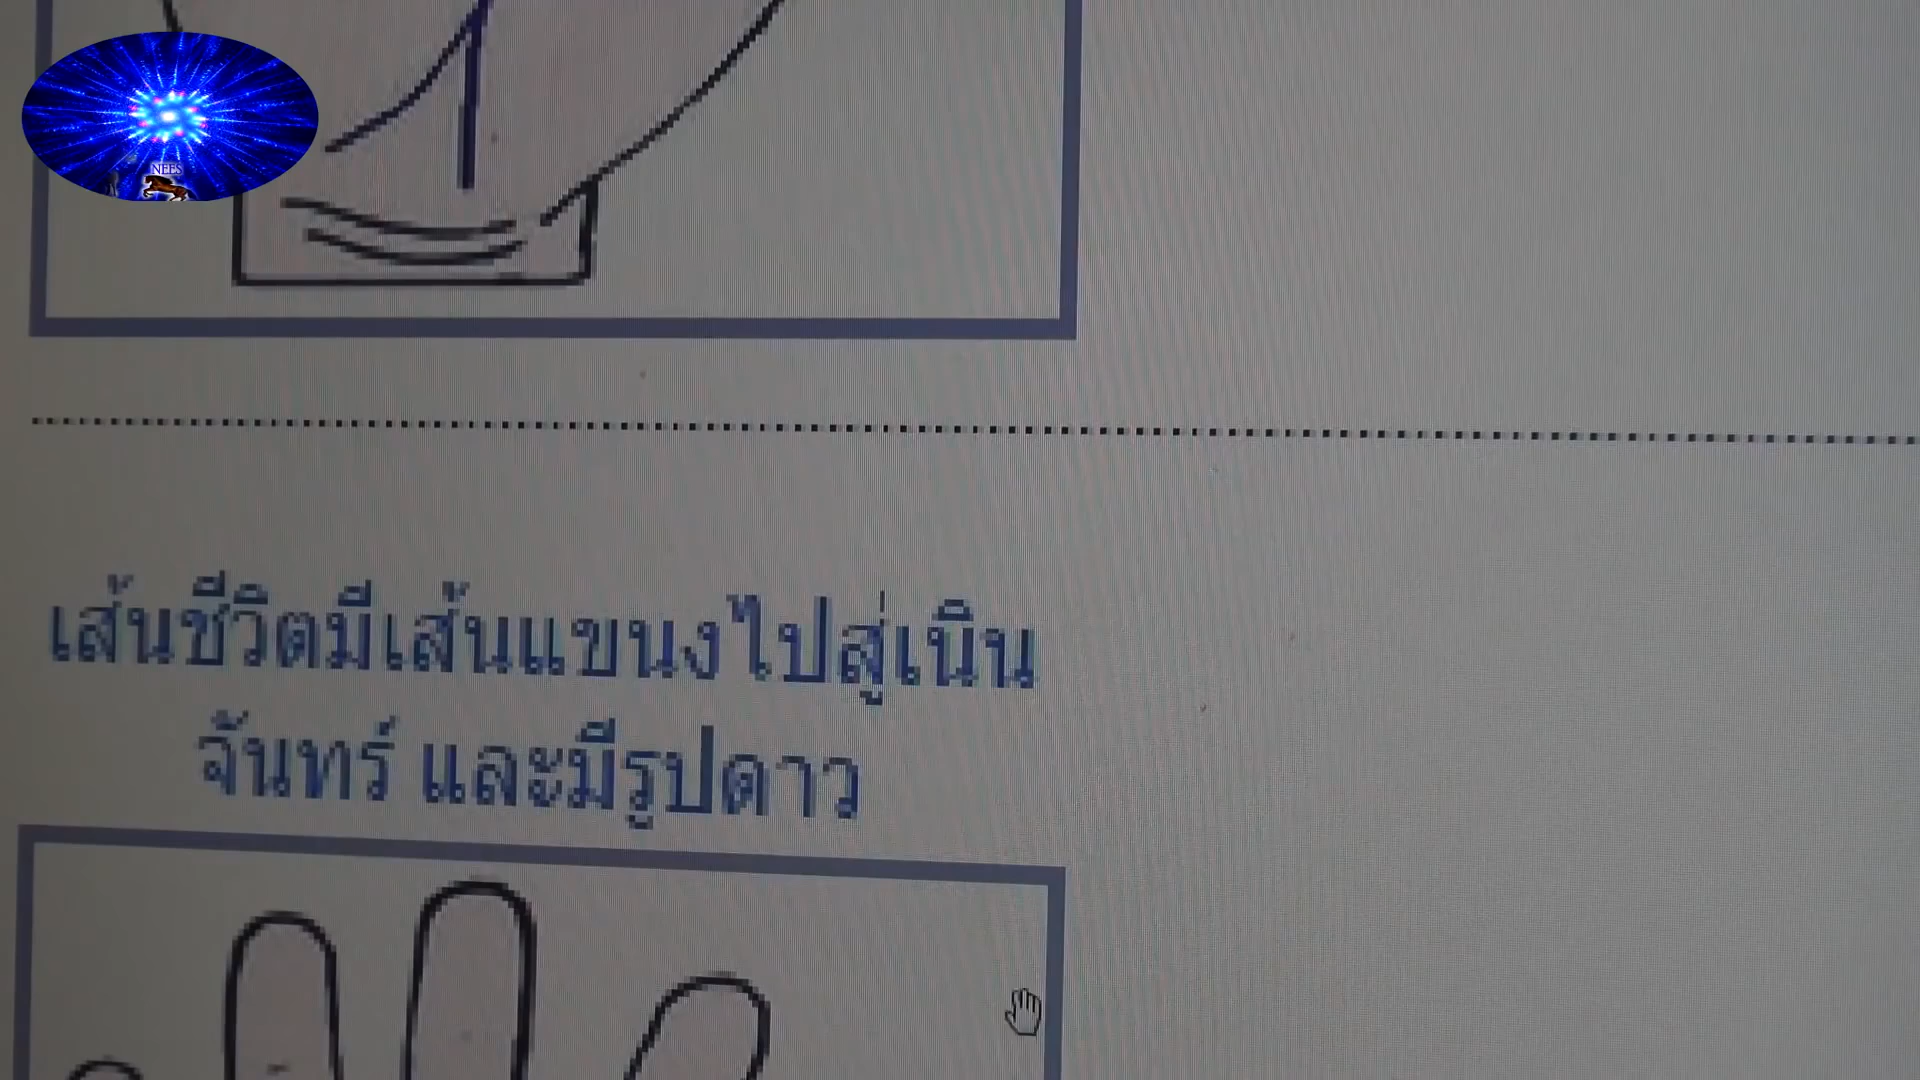 NEES
เส้นชีวิตมีเส้นแขนงไปสู่เนิน
จันทร์ และมีรูปดาว